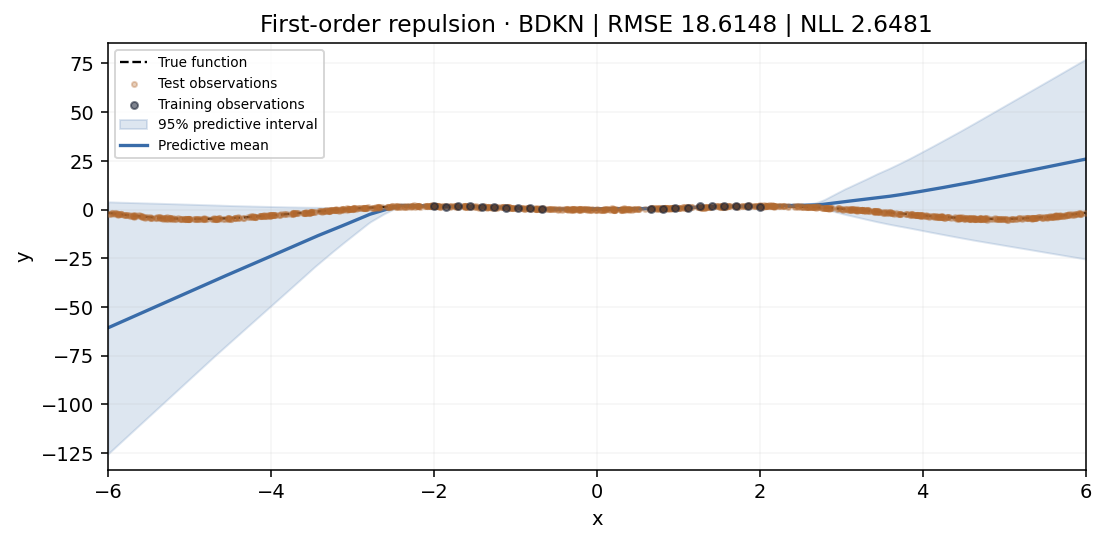 First-order repulsion · BDKN | RMSE 18.6148 | NLL 2.6481
True function
Test observations
Training observations
95% predictive interval
Predictive mean
y
75
50
25
0
−25
−50
−75
−100
−125
−6
−4
−2
0
2
4
6
x